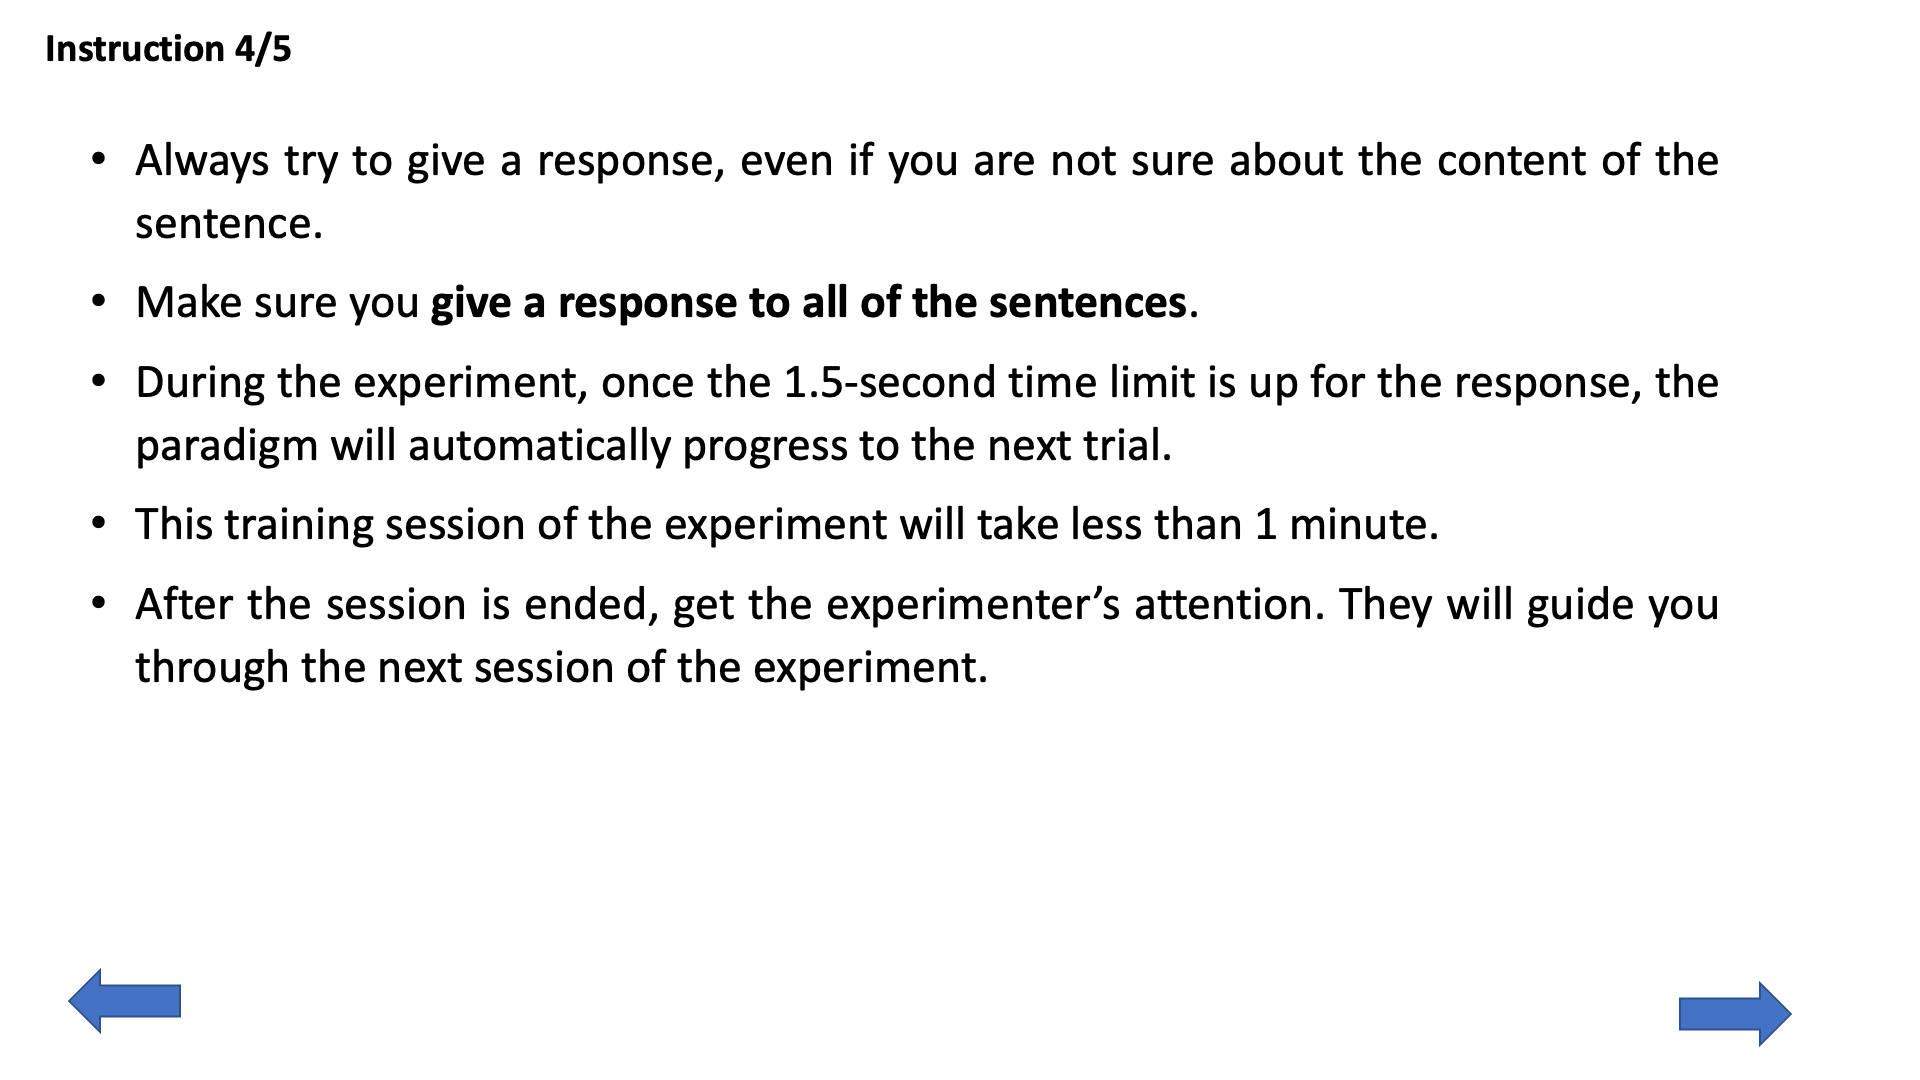 Instruction 4/5
• Always try to give a response, even if you are not sure about the content of the
sentence.
• Make sure you give a response to all of the sentences.
• During the experiment, once the 1.5-second time limit is up for the response, the
paradigm will automatically progress to the next trial.
• This training session of the experiment will take less than 1 minute.
• After the session is ended, get the experimenter’s attention. They will guide you
through the next session of the experiment.